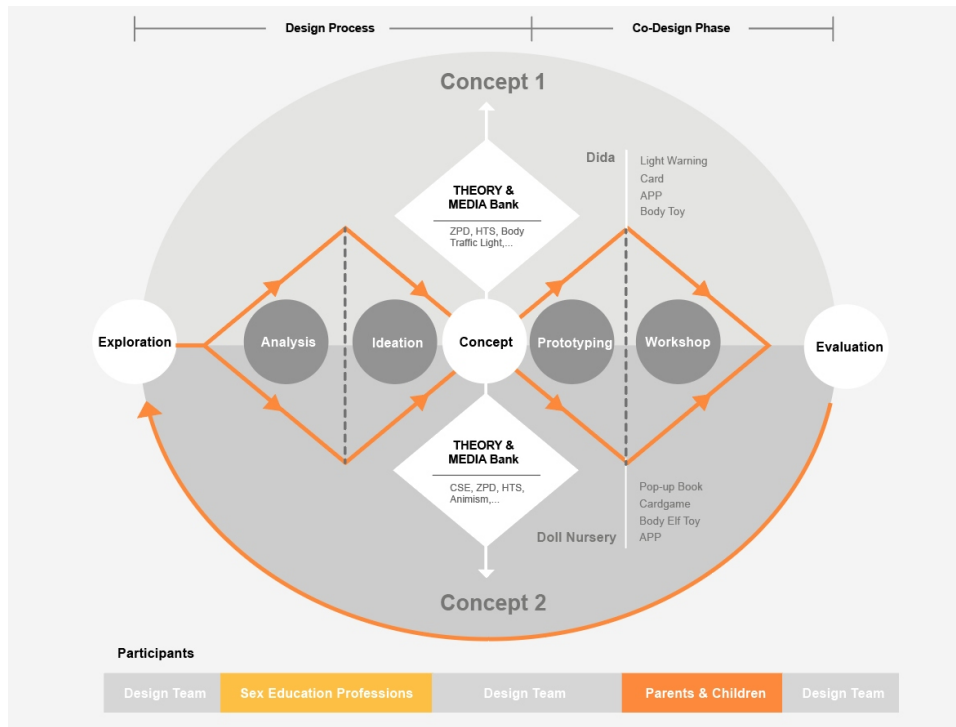 Design Process
Co-Design Phase
Concept 1
THEORY &
MEDIA Bank
ZPD, HTS, Body
Traffic Light,...
Dida
Light Warning
Card
APP
Body Toy
Exploration
Analysis
Ideation
Concept
Prototyping
Workshop
Evaluation
THEORY &
MEDIA Bank
CSE, ZPD, HTS,
Animism,...
Doll Nursery
Pop-up Book
Cardgame
Body Elf Toy
APP
Concept 2
Participants
Design Team
Sex Education Professions
Design Team
Parents & Children
Design Team